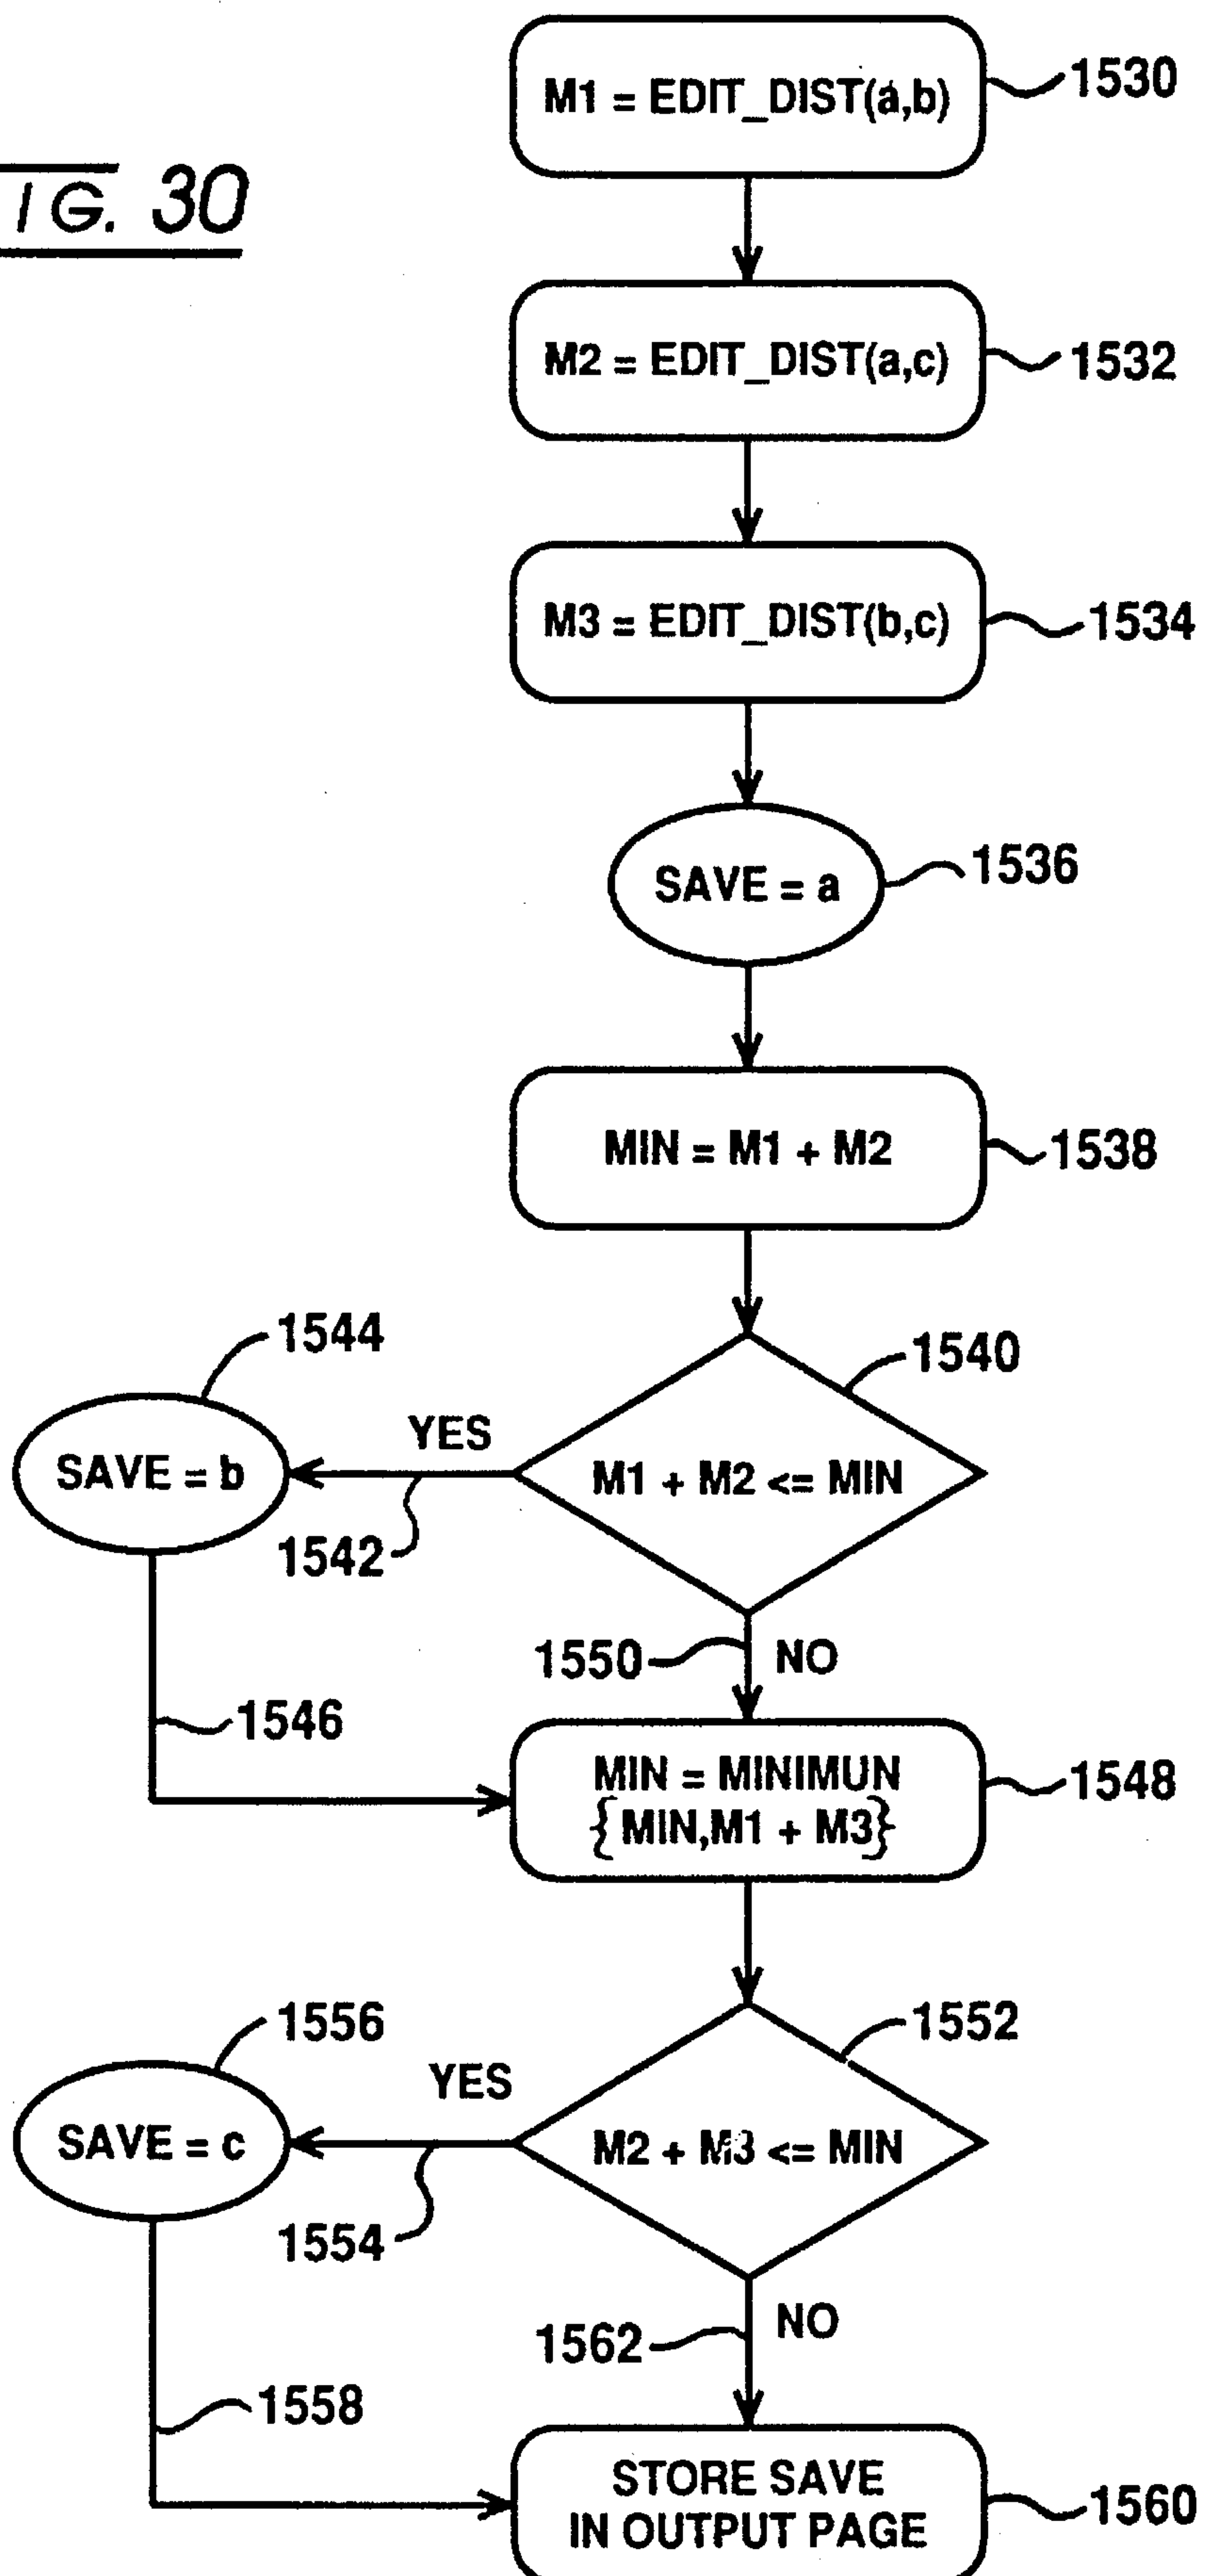 M1 = EDIT_DIST(a,b)
1530
IG. 30
M2 = EDIT_DIST(a,c)
1532
M3 = EDIT_DIST(b,c)
1534
SAVE = a
1536
MIN = M1 + M2
1538
1544
1540
YES
SAVE = b
M1 + M2 <= MIN
1542
1550
NO
1546
MIN = MINIMUN
{MIN,M1 + M3}
1548
1556
1552
YES
SAVE = c
M2 + M3 <= MIN
1554
1562
NO
1558
STORE SAVE
IN OUTPUT PAGE
1560